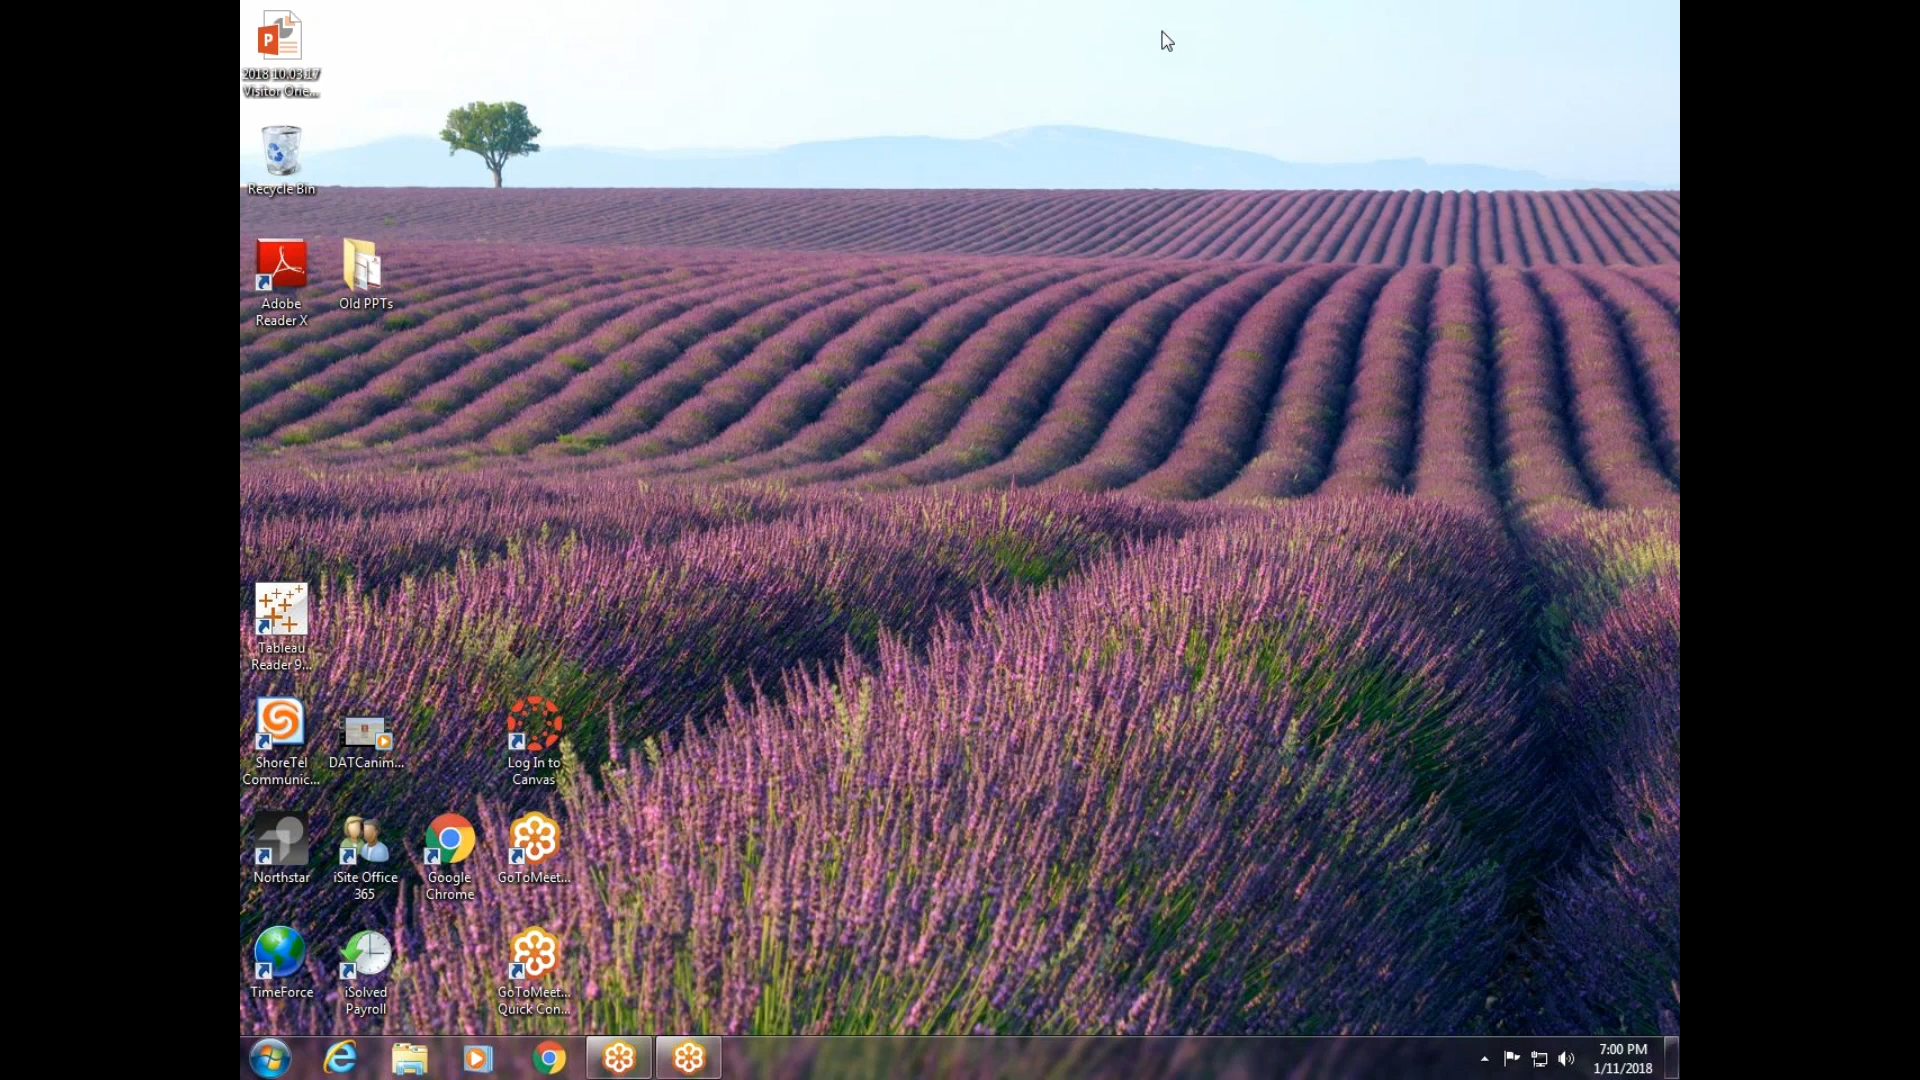 P
2018 10.03.17
Visitor Orie...
Recycle Bin
Adobe
Reader X
Old PPTs
Tableau
Reader 9...
ShoreTel
Communic...
DATCanim...
Log In to
Canvas
Northstar
iSite Office
365
Google
Chrome
GoToMeet...
TimeForce
iSolved
Payroll
GoToMeet...
Quick Con...
7:00 PM
1/11/2018